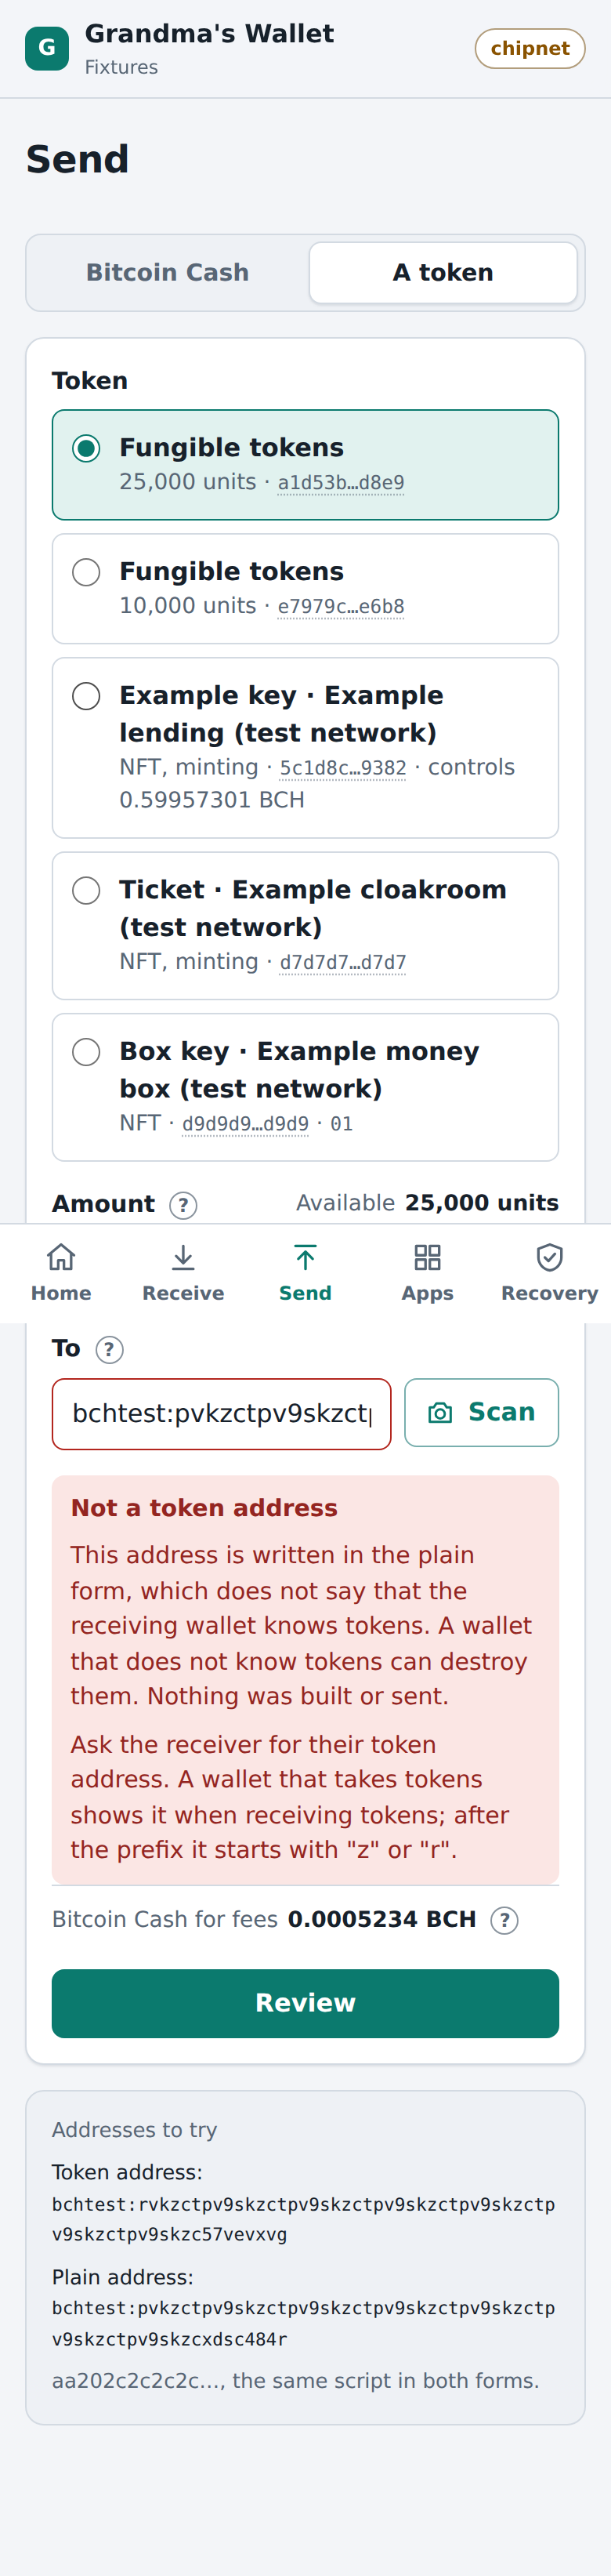 G
Grandma's Wallet
Fixtures
chipnet
Send
Bitcoin Cash
A token
Token
Fungible tokens
25,000 units · a1d53b…d8e9
Fungible tokens
10,000 units · e7979c…e6b8
Example key · Example
lending (test network)
NFT, minting · 5c1d8c…9382 · controls
0.59957301 BCH
Ticket · Example cloakroom
(test network)
NFT, minting · d7d7d7…d7d7
Box key · Example money
box (test network)
NFT · d9d9d9…d9d9 · 01
Amount ? Available 25,000 units
Home Receive Send Apps Recovery
To ?
bchtest:pvkzctpv9skzctp
Scan
Not a token address
This address is written in the plain
form, which does not say that the
receiving wallet knows tokens. A wallet
that does not know tokens can destroy
them. Nothing was built or sent.
Ask the receiver for their token
address. A wallet that takes tokens
shows it when receiving tokens; after
the prefix it starts with "z" or "r".
Bitcoin Cash for fees 0.0005234 BCH ?
Review
Addresses to try
Token address:
bchtest:rvkzctpv9skzctpv9skzctpv9skzctpv9skzctp
v9skzctpv9skzc57vevxvg
Plain address:
bchtest:pvkzctpv9skzctpv9skzctpv9skzctpv9skzctp
v9skzctpv9skzcxdsc484r
aa202c2c2c2c…, the same script in both forms.